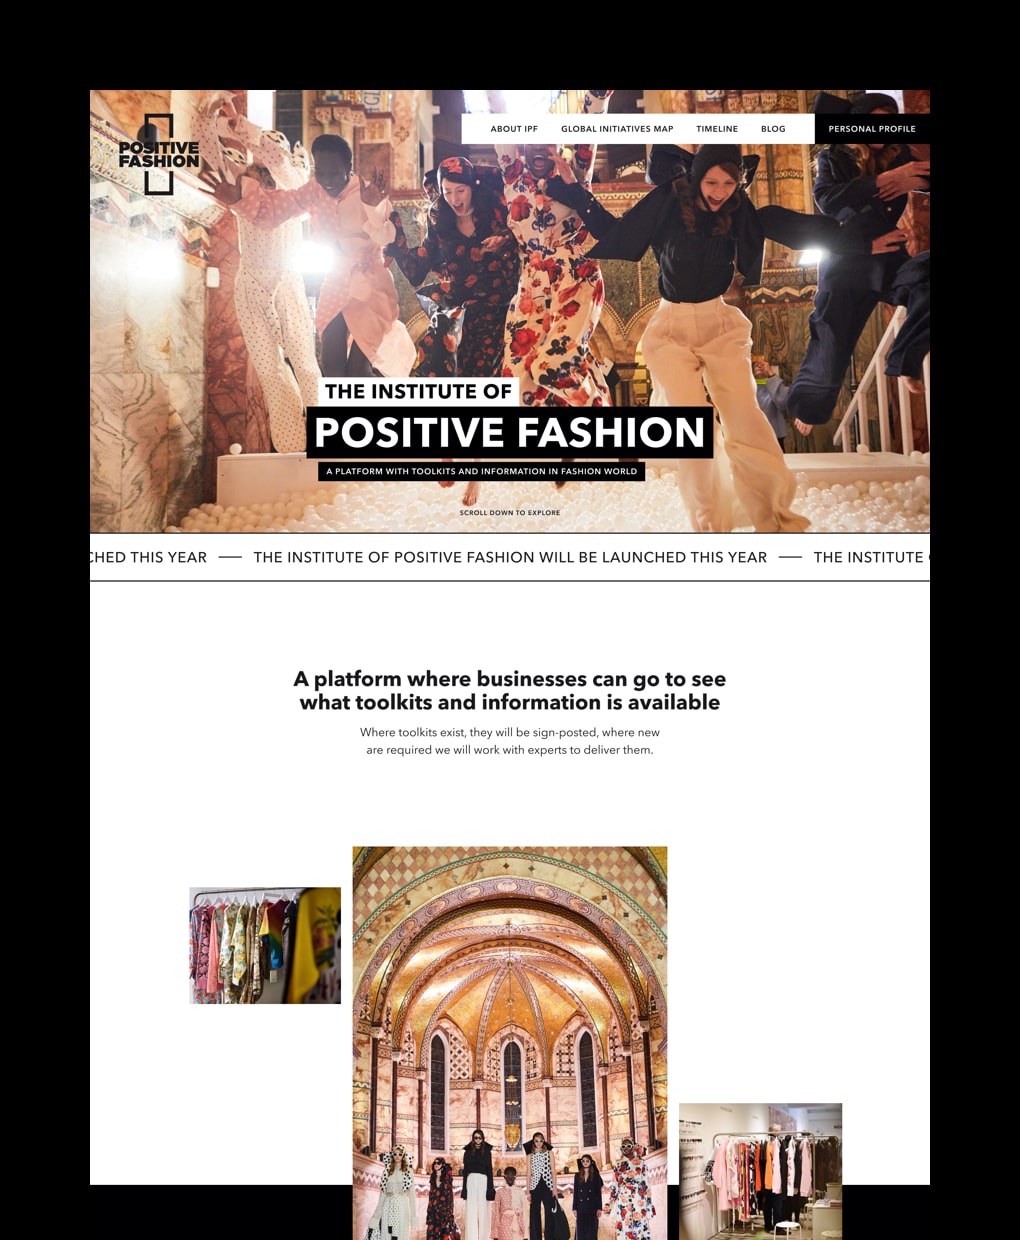 POSITIVE
FASHION
ABOUT IPF
GLOBAL INITIATIVES MAP
TIMELINE
BLOG
PERSONAL PROFILE
THE INSTITUTE OF
POSITIVE FASHION
A PLATFORM WITH TOOLKITS AND INFORMATION IN FASHION WORLD
SCROLL DOWN TO EXPLORE
CHED THIS YEAR — THE INSTITUTE OF POSITIVE FASHION WILL BE LAUNCHED THIS YEAR — THE INSTITUTE
A platform where businesses can go to see
what toolkits and information is available
Where toolkits exist, they will be sign-posted, where new
are required we will work with experts to deliver them.